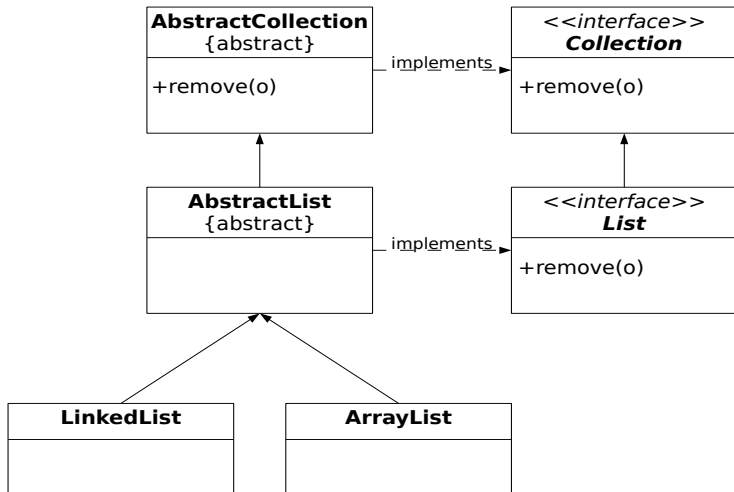 AbstractCollection
{abstract}
+remove(o)
implements
<<interface>>
Collection
+remove(o)
AbstractList
{abstract}
implements
<<interface>>
List
+remove(o)
LinkedList
ArrayList